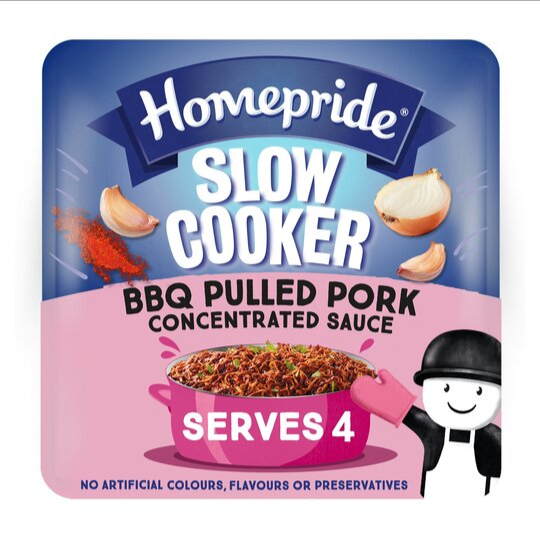 Homepride®
SLOW
COOKER
BBQ PULLED PORK
CONCENTRATED SAUCE
SERVES 4
NO ARTIFICIAL COLOURS, FLAVOURS OR PRESERVATIVES